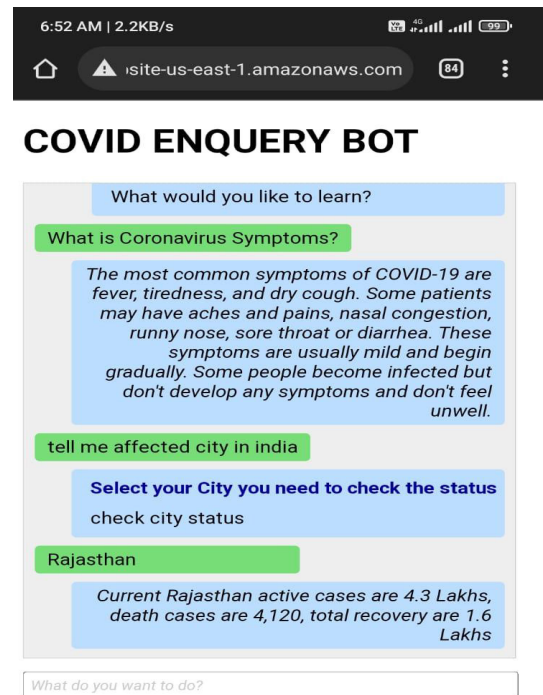 6:52 AM | 2.2KB/s
Vo LTE 4G 99
site-us-east-1.amazonaws.com 84
COVID ENQUERY BOT
What would you like to learn?
What is Coronavirus Symptoms?
The most common symptoms of COVID-19 are
fever, tiredness, and dry cough. Some patients
may have aches and pains, nasal congestion,
runny nose, sore throat or diarrhea. These
symptoms are usually mild and begin
gradually. Some people become infected but
don't develop any symptoms and don't feel
unwell.
tell me affected city in india
Select your City you need to check the status
check city status
Rajasthan
Current Rajasthan active cases are 4.3 Lakhs,
death cases are 4,120, total recovery are 1.6
Lakhs
What do you want to do?